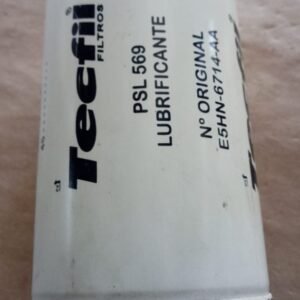 Tecfil
FILTROS
PSL 569
LUBRIFICANTE
Nº ORIGINAL
E5HN-6714-AA